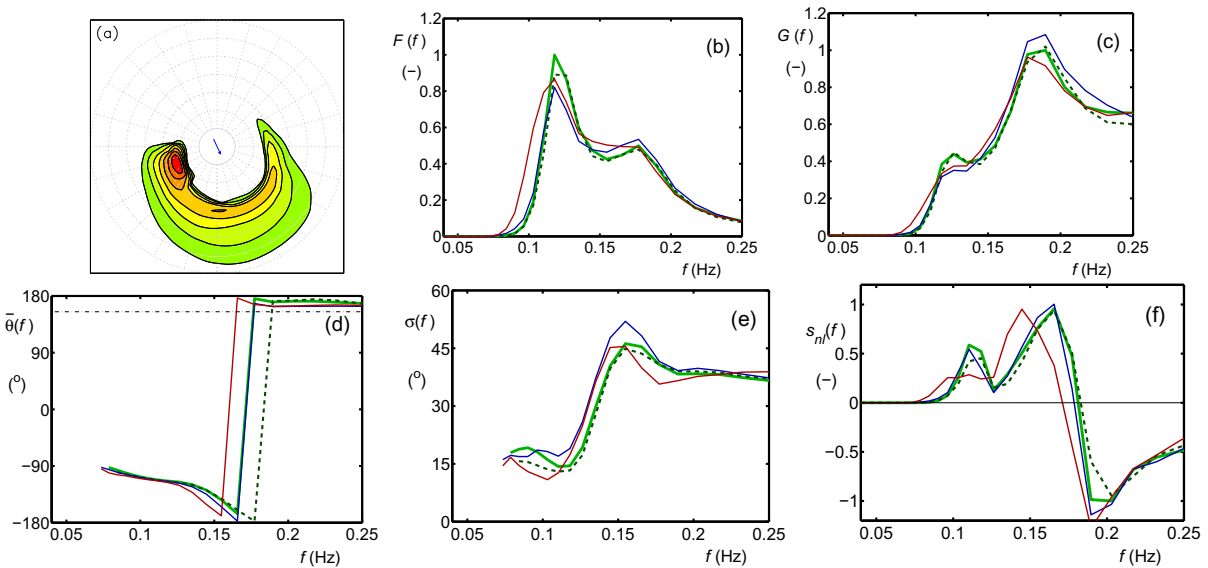 (a)
1.2
1
0.8
0.6
0.4
0.2
0
F(f)
(−)
(b)
0.05 0.1 0.15 0.2 0.25
f (Hz)
1.2
1
0.8
0.6
0.4
0.2
0
G(f)
(−)
(c)
0.05 0.1 0.15 0.2 0.25
f (Hz)
180
90
0
−90
−180
θ̄(f)
(°)
(d)
0.05 0.1 0.15 0.2 0.25
f (Hz)
60
45
30
15
0
σ(f)
(°)
(e)
0.05 0.1 0.15 0.2 0.25
f (Hz)
1
0.5
0
−0.5
−1
s_nl(f)
(−)
(f)
0.05 0.1 0.15 0.2 0.25
f (Hz)